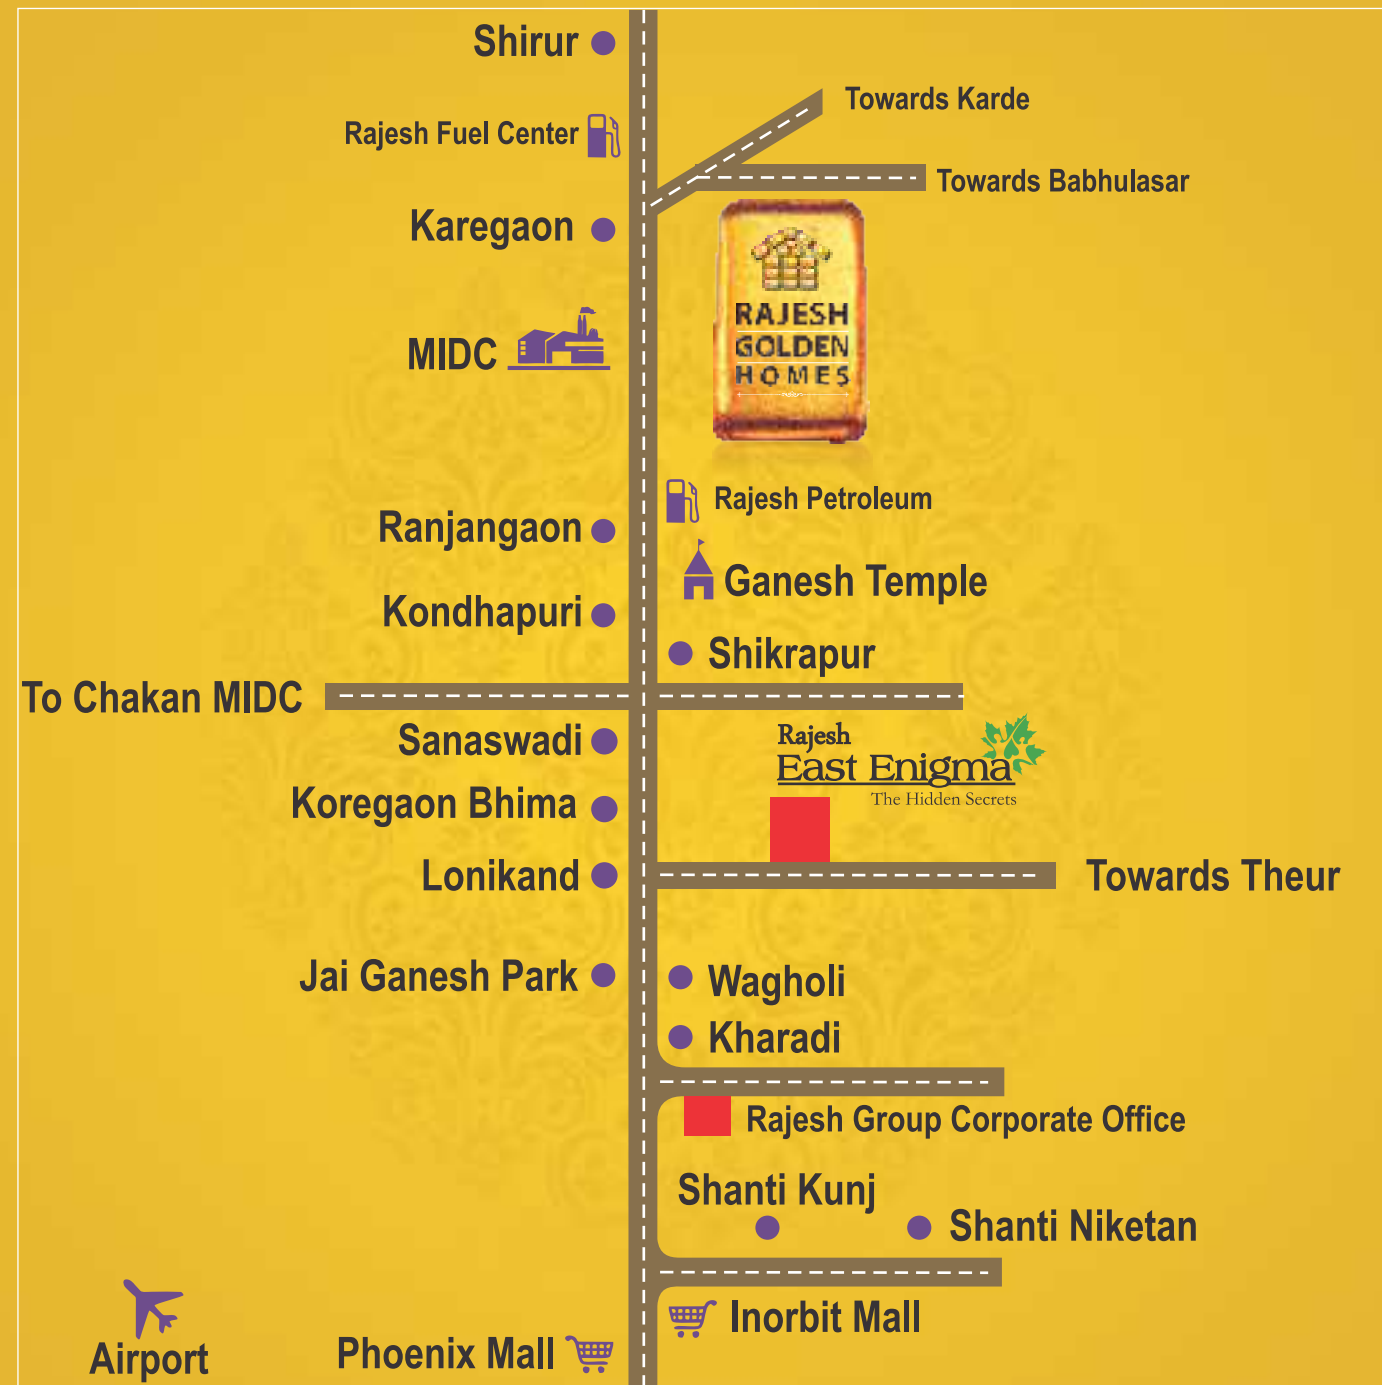 Shirur
Towards Karde
Rajesh Fuel Center
Towards Babhulasar
Karegaon
RAJESH
GOLDEN
HOMES
MIDC
Rajesh Petroleum
Ranjangaon
Ganesh Temple
Kondhapuri
Shikrapur
To Chakan MIDC
Sanaswadi
Rajesh
East Enigma
The Hidden Secrets
Koregaon Bhima
Lonikand
Towards Theur
Jai Ganesh Park
Wagholi
Kharadi
Rajesh Group Corporate Office
Shanti Kunj
Shanti Niketan
Inorbit Mall
Phoenix Mall
Airport